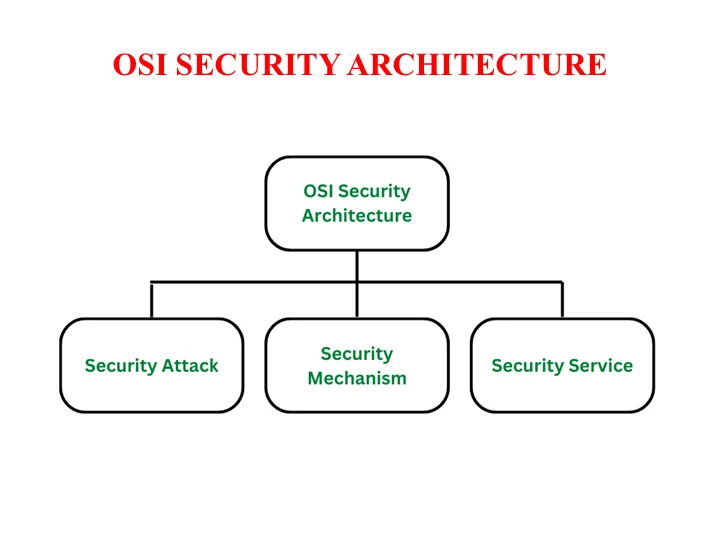 OSI SECURITY ARCHITECTURE
OSI Security
Architecture
Security Attack
Security
Mechanism
Security Service